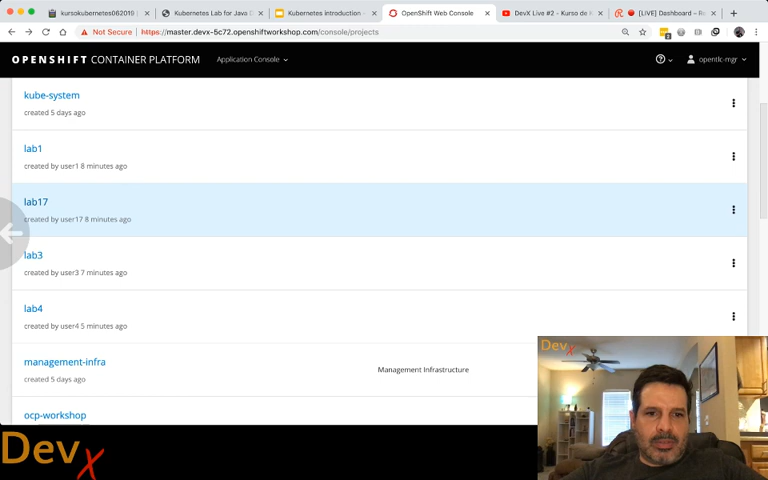 kursokubernetes062019 |
Kubernetes Lab for Java D
Kubernetes introduction -
OpenShift Web Console
DevX Live #2 - Kurso de K
[LIVE] Dashboard – Re
Not Secure | https://master.devx-5c72.openshiftworkshop.com/console/projects
OPENSHIFT CONTAINER PLATFORM
Application Console
opentlc-mgr
kube-system
created 5 days ago
lab1
created by user1 8 minutes ago
lab17
created by user17 8 minutes ago
lab3
created by user3 7 minutes ago
lab4
created by user4 5 minutes ago
management-infra
Management Infrastructure
created 5 days ago
ocp-workshop
Devx
Devx